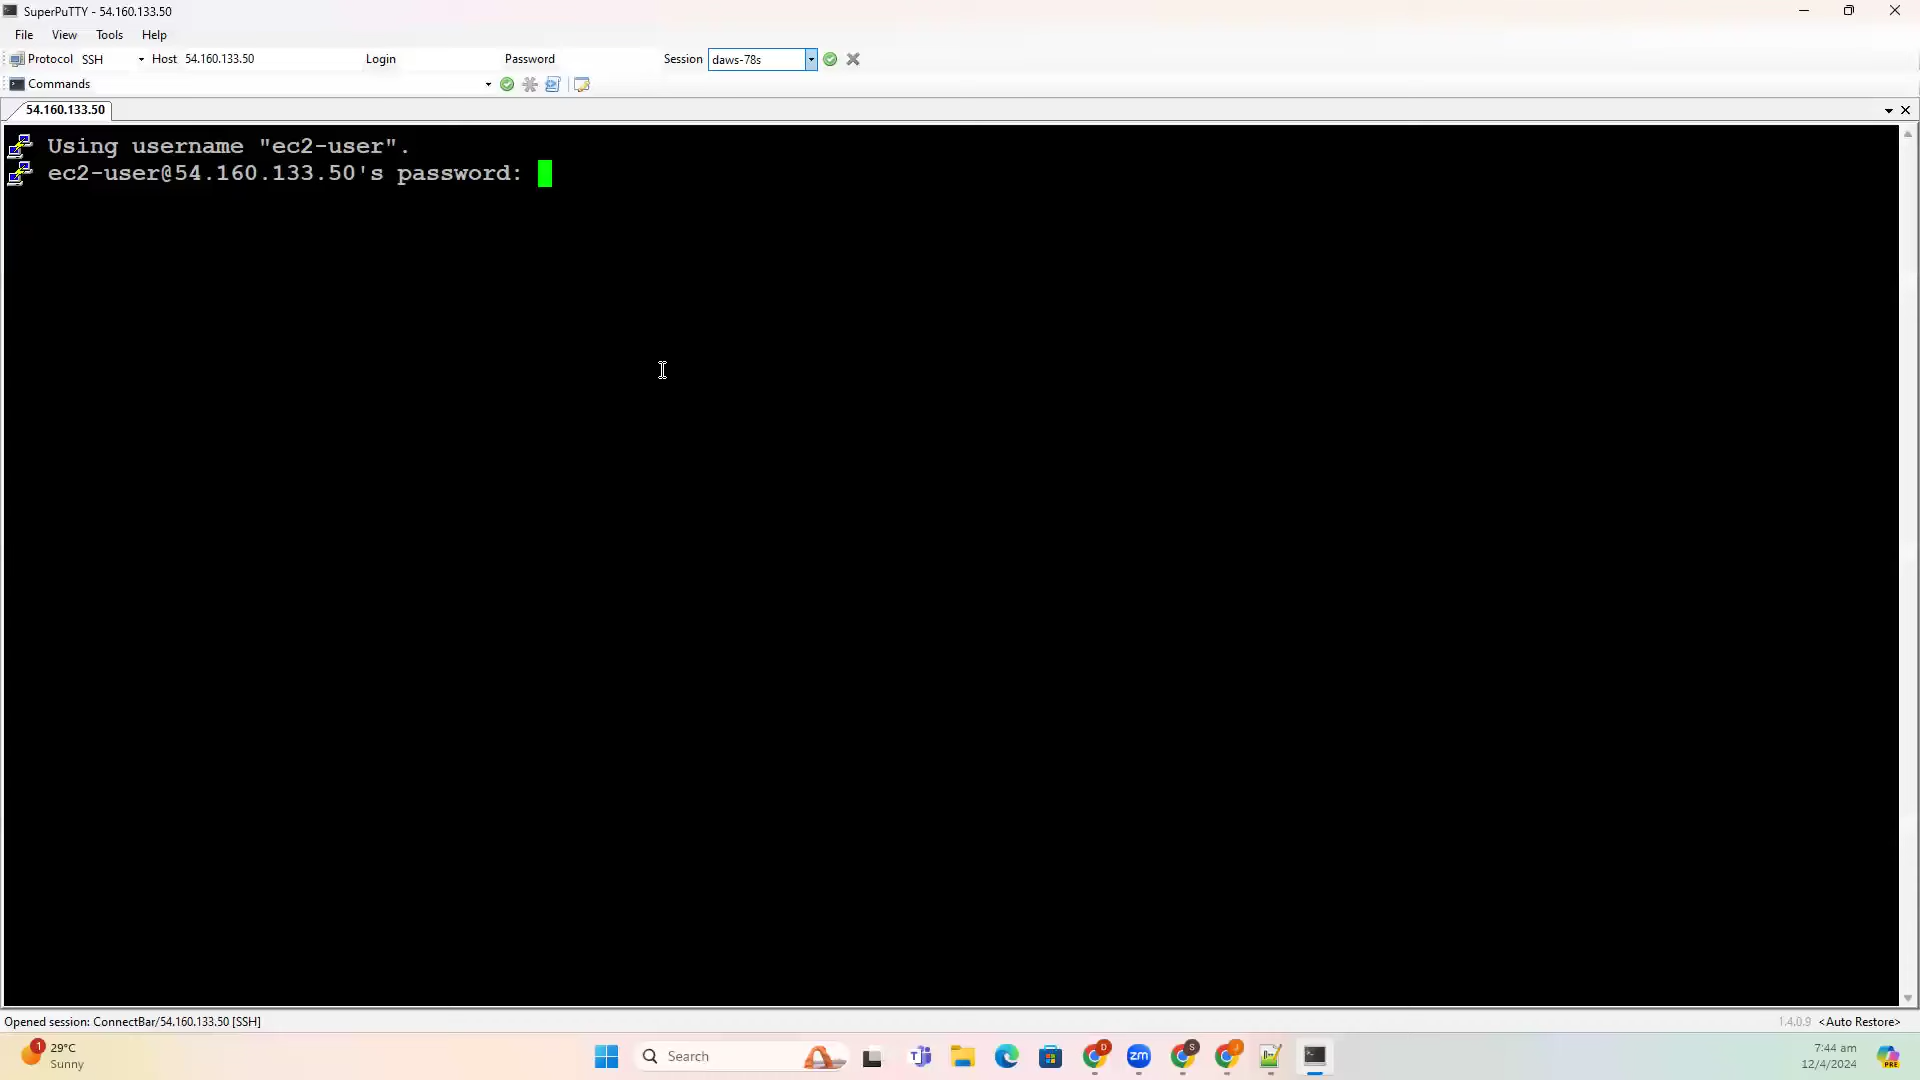 SuperPuTTY - 54.160.133.50
File View Tools Help
Protocol SSH Host 54.160.133.50 Login Password Session daws-78s
Commands
54.160.133.50
Using username "ec2-user".
ec2-user@54.160.133.50's password:
Opened session: ConnectBar/54.160.133.50 [SSH]
1.4.0.9 <Auto Restore>
1
29°C
Sunny
Search
D
zm
S
J
7:44 am
12/4/2024
PRE